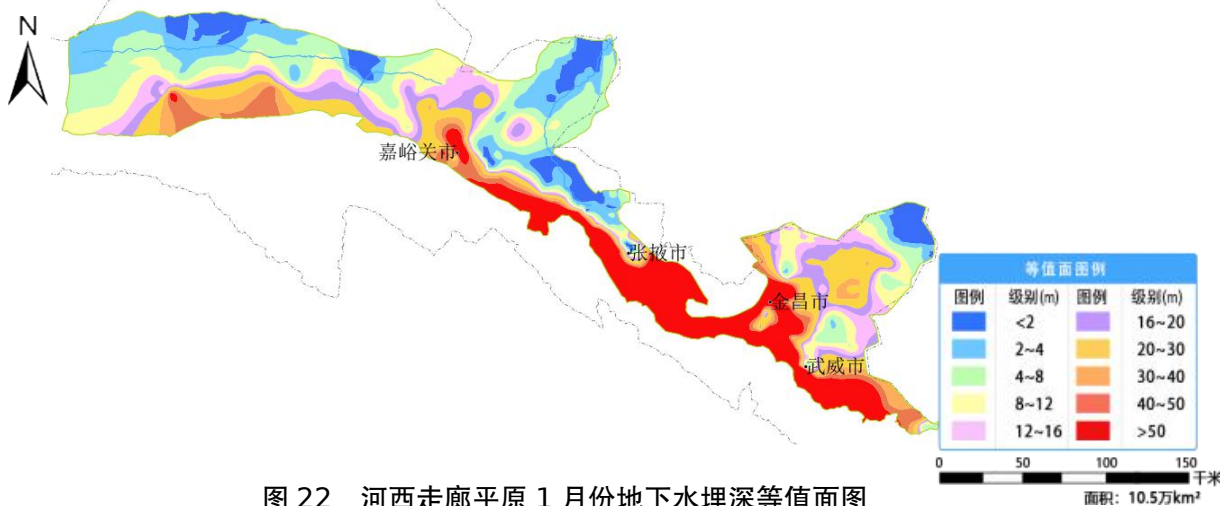 N
嘉峪关市
张掖市
金昌市
武威市
等值面图例
图例 级别(m) 图例 级别(m)
<2 16~20
2~4 20~30
4~8 30~40
8~12 40~50
12~16 >50
0 50 100 150
千米
面积：10.5万km²
图 22 河西走廊平原 1 月份地下水埋深等值面图